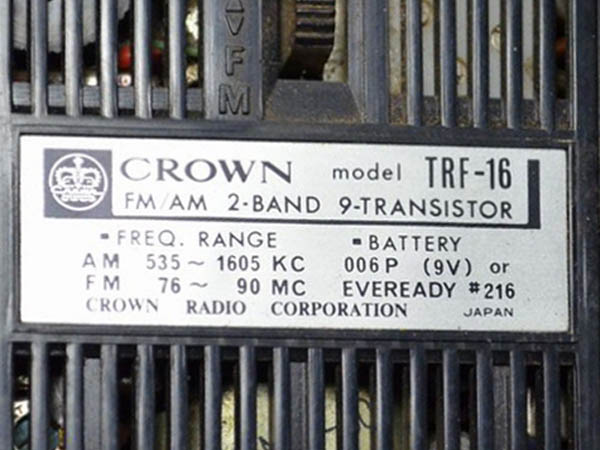 FM
CROWN model TRF-16
FM/AM 2-BAND 9-TRANSISTOR
FREQ. RANGE
AM 535~1605 KC
FM 76~90 MC
BATTERY
006P (9V) or
EVEREADY #216
CROWN RADIO CORPORATION JAPAN